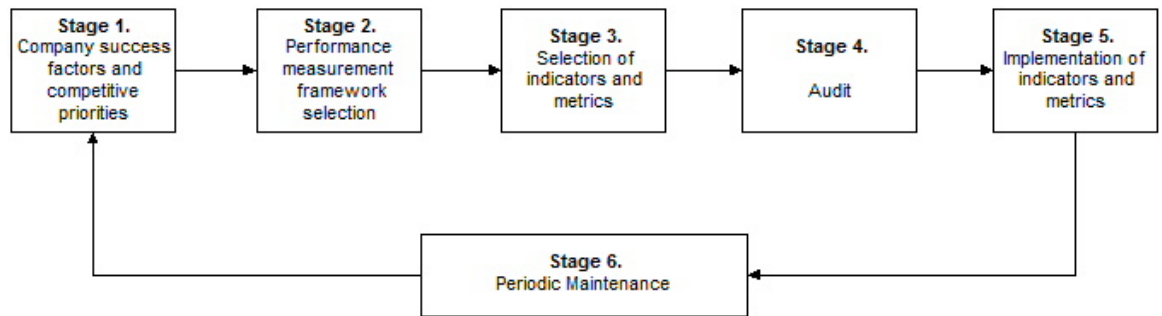 Stage 1.
Company success
factors and
competitive
priorities
Stage 2.
Performance
measurement
framework
selection
Stage 3.
Selection of
indicators and
metrics
Stage 4.
Audit
Stage 5.
Implementation of
indicators and
metrics
Stage 6.
Periodic Maintenance